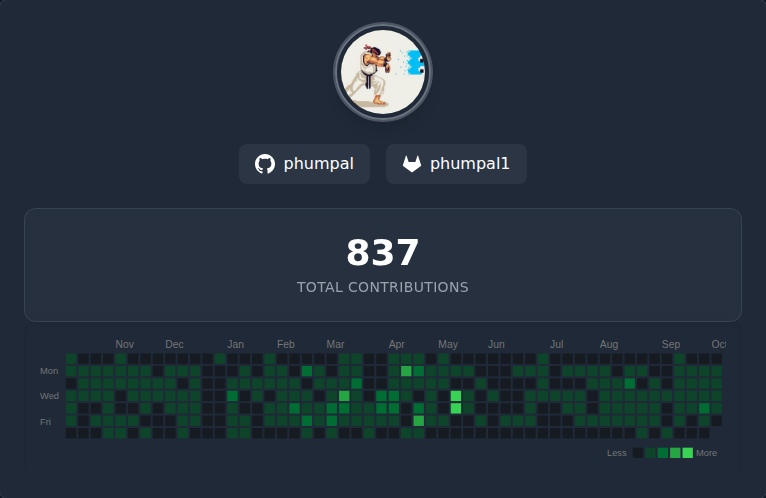 phumpal phumpal1
837
TOTAL CONTRIBUTIONS
Nov Dec Jan Feb Mar Apr May Jun Jul Aug Sep Oct
Mon
Wed
Fri
Less More